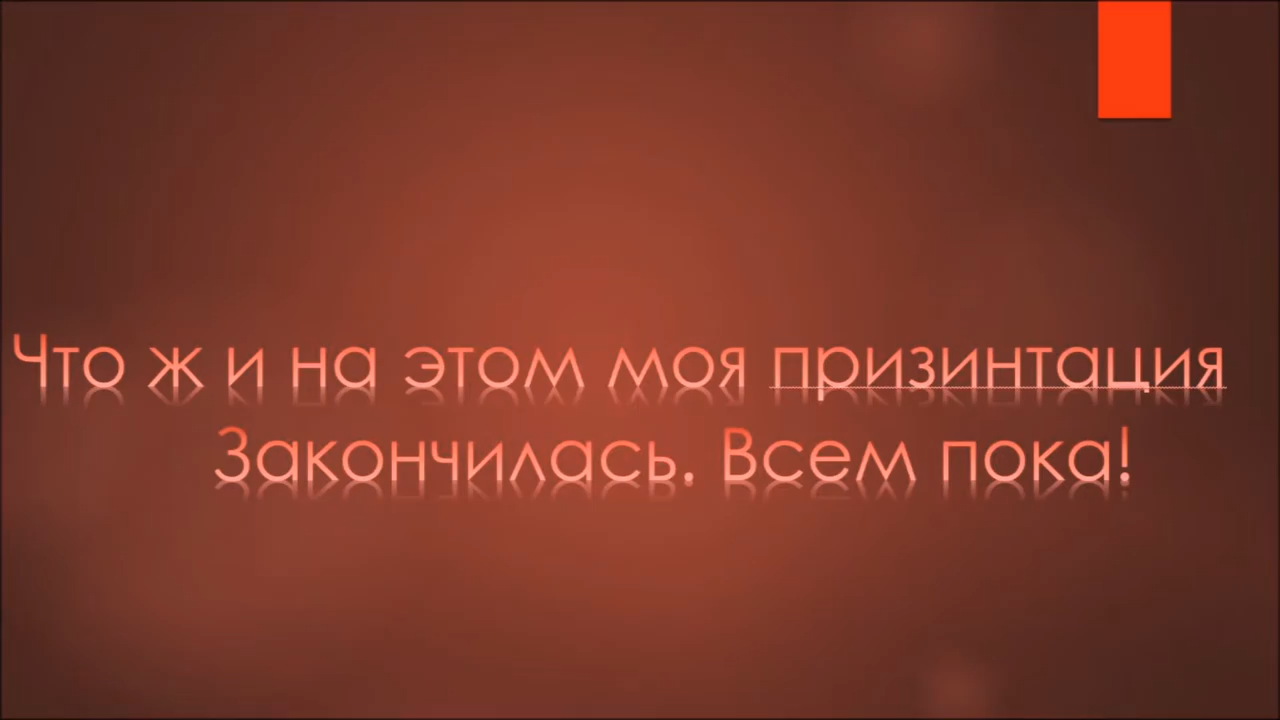 Что ж и на этом моя призинтация
Закончилась. Всем пока!